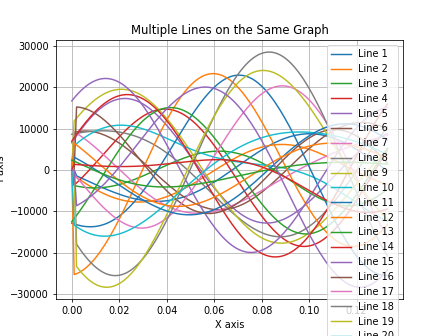 Multiple Lines on the Same Graph
30000
20000
10000
0
−10000
−20000
−30000
0.00
0.02
0.04
0.06
0.08
0.10
X axis
Line 1
Line 2
Line 3
Line 4
Line 5
Line 6
Line 7
Line 8
Line 9
Line 10
Line 11
Line 12
Line 13
Line 14
Line 15
Line 16
Line 17
Line 18
Line 19
Line 20